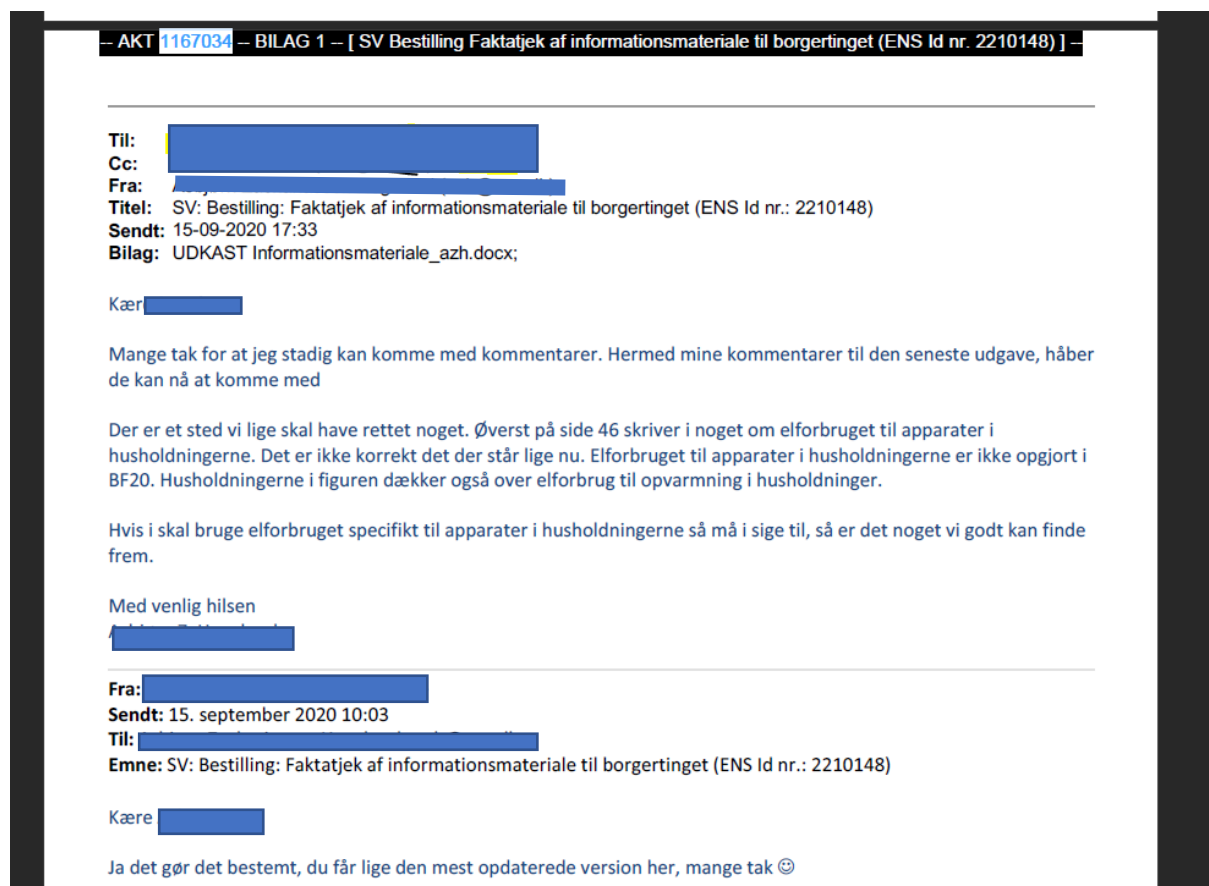 -- AKT 1167034 -- BILAG 1 -- [ SV Bestilling Faktatjek af informationsmateriale til borgertinget (ENS Id nr. 2210148) ] --
Til:
Cc:
Fra:
Titel: SV: Bestilling: Faktatjek af informationsmateriale til borgertinget (ENS Id nr.: 2210148)
Sendt: 15-09-2020 17:33
Bilag: UDKAST Informationsmateriale_azh.docx;
Kær
Mange tak for at jeg stadig kan komme med kommentarer. Hermed mine kommentarer til den seneste udgave, håber
de kan nå at komme med
Der er et sted vi lige skal have rettet noget. Øverst på side 46 skriver i noget om elforbruget til apparater i
husholdningerne. Det er ikke korrekt det der står lige nu. Elforbruget til apparater i husholdningerne er ikke opgjort i
BF20. Husholdningerne i figuren dækker også over elforbrug til opvarmning i husholdninger.
Hvis i skal bruge elforbruget specifikt til apparater i husholdningerne så må i sige til, så er det noget vi godt kan finde
frem.
Med venlig hilsen
Fra:
Sendt: 15. september 2020 10:03
Til:
Emne: SV: Bestilling: Faktatjek af informationsmateriale til borgertinget (ENS Id nr.: 2210148)
Kære
Ja det gør det bestemt, du får lige den mest opdaterede version her, mange tak ☺